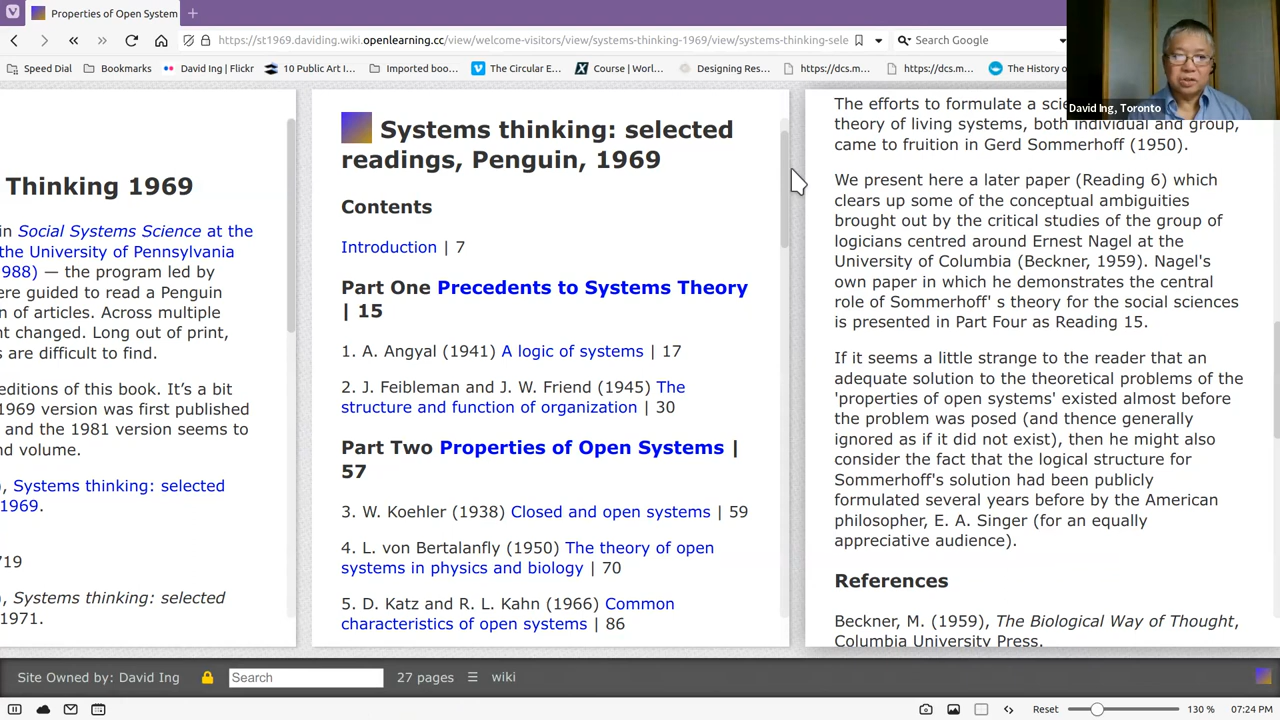 Properties of Open System
https://st1969.daviding.wiki.openlearning.cc/view/welcome-visitors/view/systems-thinking-1969/view/systems-thinking-sele
Search Google
Speed Dial
Bookmarks
David Ing | Flickr
10 Public Art I...
Imported boo...
The Circular E...
Course | Worl...
Designing Res...
https://dcs.m...
https://dcs.m...
The History o
David Ing, Toronto
Thinking 1969
in Social Systems Science at the
the University of Pennsylvania
988) — the program led by
ere guided to read a Penguin
n of articles. Across multiple
nt changed. Long out of print,
s are difficult to find.
editions of this book. It's a bit
1969 version was first published
and the 1981 version seems to
nd volume.
), Systems thinking: selected
1969.
719
), Systems thinking: selected
1971.
Systems thinking: selected
readings, Penguin, 1969
Contents
Introduction | 7
Part One Precedents to Systems Theory
| 15
1. A. Angyal (1941) A logic of systems | 17
2. J. Feibleman and J. W. Friend (1945) The
structure and function of organization | 30
Part Two Properties of Open Systems |
57
3. W. Koehler (1938) Closed and open systems | 59
4. L. von Bertalanfly (1950) The theory of open
systems in physics and biology | 70
5. D. Katz and R. L. Kahn (1966) Common
characteristics of open systems | 86
The efforts to formulate a sci
theory of living systems, both individual and group,
came to fruition in Gerd Sommerhoff (1950).
We present here a later paper (Reading 6) which
clears up some of the conceptual ambiguities
brought out by the critical studies of the group of
logicians centred around Ernest Nagel at the
University of Columbia (Beckner, 1959). Nagel's
own paper in which he demonstrates the central
role of Sommerhoff' s theory for the social sciences
is presented in Part Four as Reading 15.
If it seems a little strange to the reader that an
adequate solution to the theoretical problems of the
'properties of open systems' existed almost before
the problem was posed (and thence generally
ignored as if it did not exist), then he might also
consider the fact that the logical structure for
Sommerhoff's solution had been publicly
formulated several years before by the American
philosopher, E. A. Singer (for an equally
appreciative audience).
References
Beckner, M. (1959), The Biological Way of Thought,
Columbia University Press.
Site Owned by: David Ing
Search
27 pages
wiki
Reset
130 %
07:24 PM